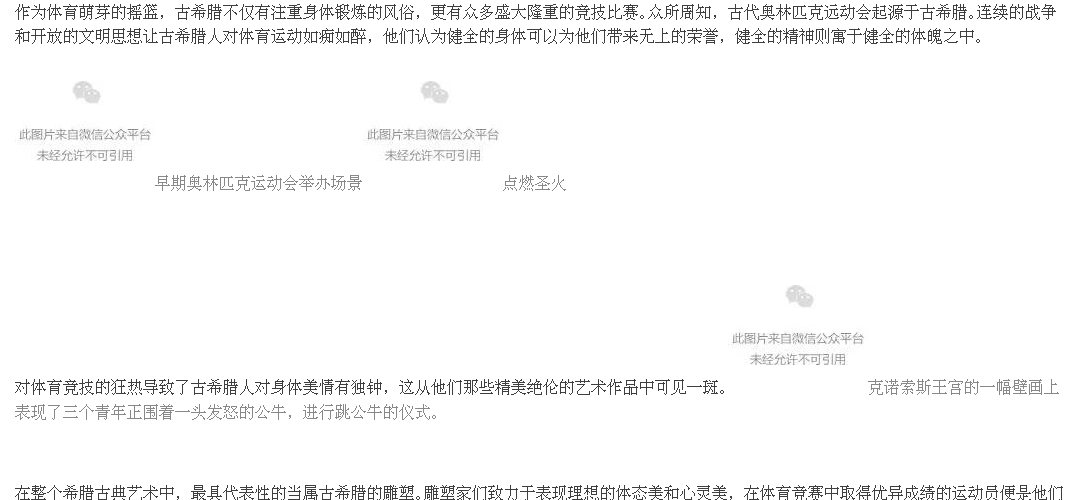 作为体育萌芽的摇篮，古希腊不仅有注重身体锻炼的风俗，更有众多盛大隆重的竞技比赛。众所周知，古代奥林匹克运动会起源于古希腊。连续的战争
和开放的文明思想让古希腊人对体育运动如痴如醉，他们认为健全的身体可以为他们带来无上的荣誉，健全的精神则寓于健全的体魄之中。
此图片来自微信公众平台
未经允许不可引用
此图片来自微信公众平台
未经允许不可引用
早期奥林匹克运动会举办场景
点燃圣火
此图片来自微信公众平台
未经允许不可引用
对体育竞技的狂热导致了古希腊人对身体美情有独钟，这从他们那些精美绝伦的艺术作品中可见一斑。
克诺索斯王宫的一幅壁画上
表现了三个青年正围着一头发怒的公牛，进行跳公牛的仪式。
在整个希腊古典艺术中，最具代表性的当属古希腊的雕塑。雕塑家们致力于表现理想的体态美和心灵美，在体育竞赛中取得优异成绩的运动员便是他们